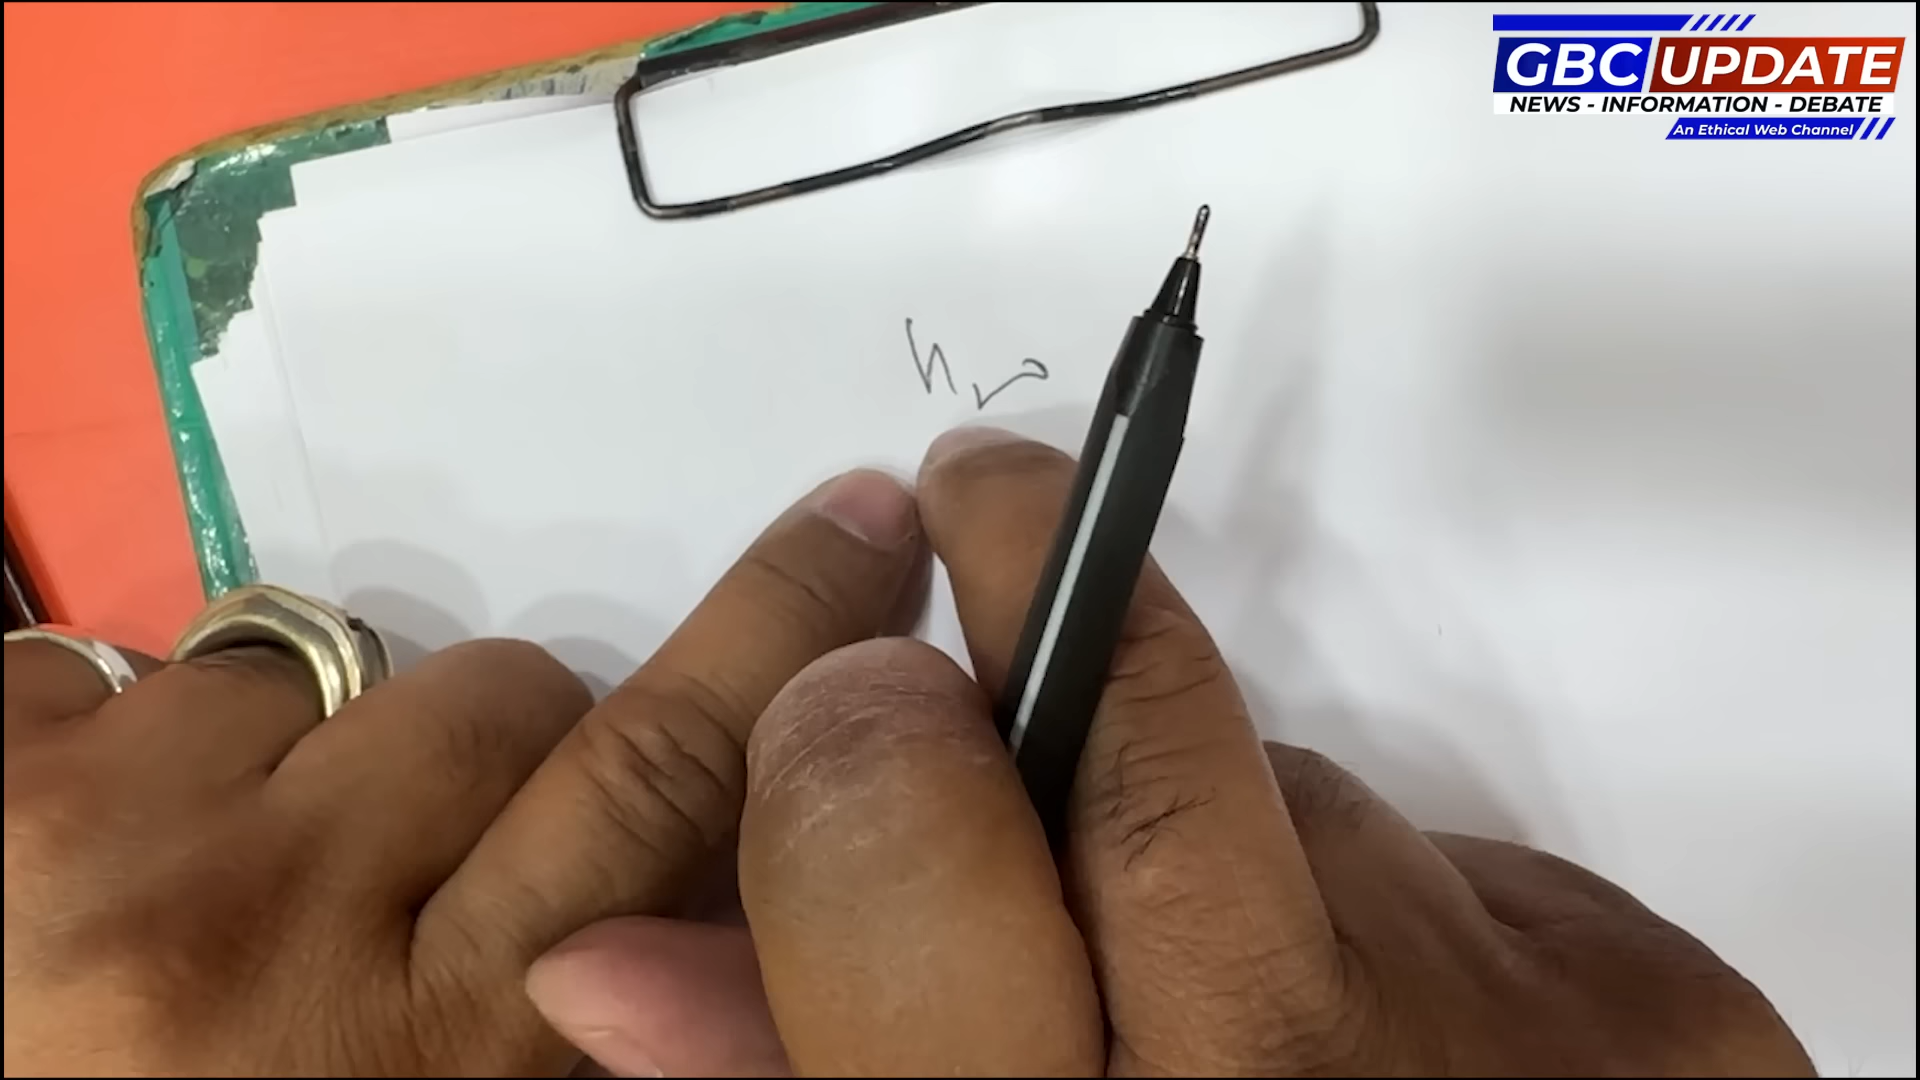 GBC UPDATE
NEWS - INFORMATION - DEBATE
An Ethical Web Channel